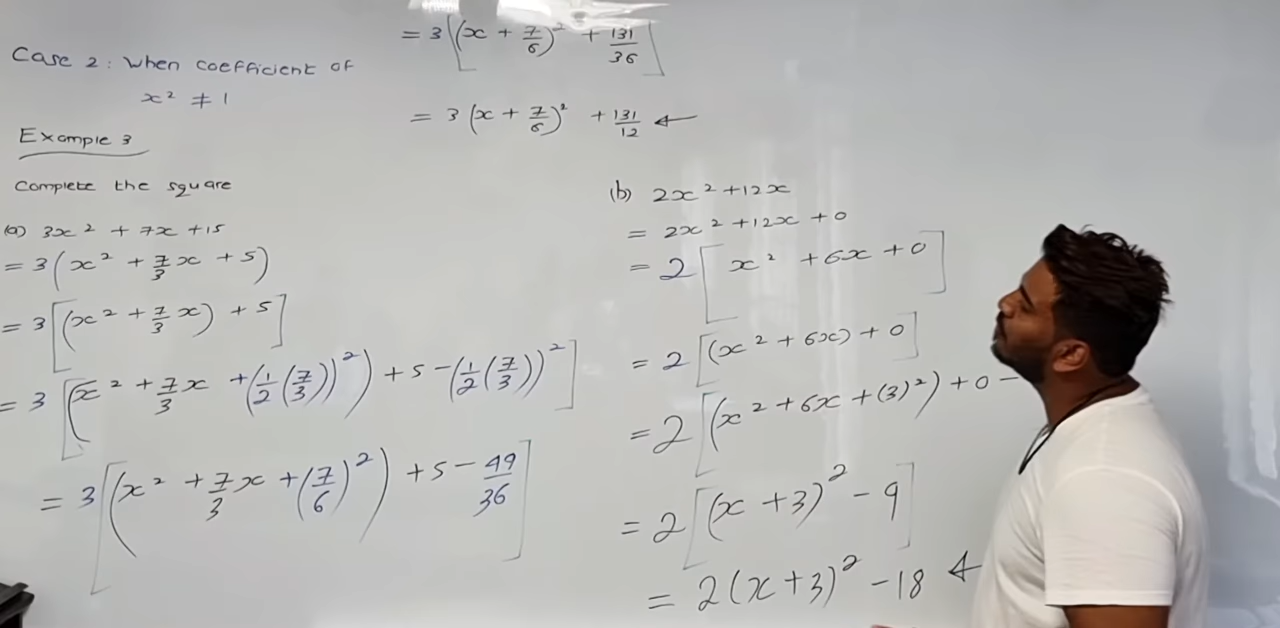 Case 2: When coefficient of
x² ≠ 1
Example 3
Complete the square
(a) 3x² + 7x + 15
= 3(x² + 7/3 x + 5)
= 3[(x² + 7/3 x) + 5]
= 3[(x² + 7/3 x + (1/2(7/3))²) + 5 - (1/2(7/3))²]
= 3[(x² + 7/3 x + (7/6)²) + 5 - 49/36]
= 3[(x + 7/6)² + 131/36]
= 3(x + 7/6)² + 131/12 ←
(b) 2x² + 12x
= 2x² + 12x + 0
= 2[x² + 6x + 0]
= 2[(x² + 6x) + 0]
= 2[(x² + 6x + (3)²) + 0 -
= 2[(x + 3)² - 9]
= 2(x + 3)² - 18 ←